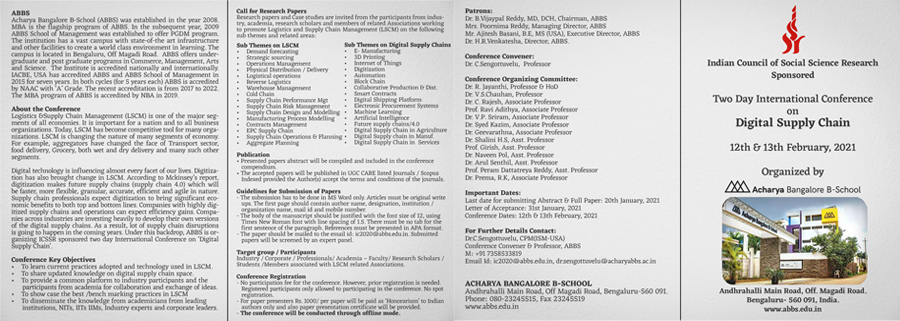 ABBS
Acharya Bangalore B-School (ABBS) was established in the year 2008.
MBA is the flagship program of ABBS. In the subsequent year, 2009
ABBS School of Management was established to offer PGDM program.
The institution has a vast campus with state-of-the-art infrastructure
and other facilities to create a world class environment in learning. The
campus is located in Bengaluru, Off Magadi Road. ABBS offers under-
graduate and post graduate programs in Commerce, Management, Arts
and Science. The Institute is accredited nationally and internationally.
IACBE, USA has accredited ABBS and ABBS School of Management in
2015 for seven years. In both cycles (for 5 years each) ABBS is accredited
by NAAC with 'A' Grade. The recent accreditation is from 2017 to 2022.
The MBA program of ABBS is accredited by NBA in 2019.
About the Conference
Logistics &Supply Chain Management (LSCM) is one of the major seg-
ments of all economies. It is important for a nation and to all business
organizations. Today, LSCM has become competitive tool for many orga-
nizations. LSCM is changing the nature of many segments of economy.
For example, aggregators have changed the face of Transport sector,
food delivery, Grocery, both wet and dry delivery and many such other
segments.
Digital technology is influencing almost every facet of our lives. Digitiza-
tion has also brought change in LSCM. According to Mckinsey's report,
digitization makes future supply chains (supply chain 4.0) which will
be faster, more flexible, granular, accurate, efficient and agile in nature.
Supply chain professionals expect digitization to bring significant eco-
nomic benefits to both top and bottom lines. Companies with highly dig-
itized supply chains and operations can expect efficiency gains. Compa-
nies across industries are investing heavily to develop their own versions
of the digital supply chains. As a result, lot of supply chain disruptions
is going to happen in the coming years. Under this backdrop, ABBS is or-
ganizing ICSSR sponsored two day International Conference on 'Digital
Supply Chain'.
Conference Key Objectives
• To learn current practices adopted and technology used in LSCM.
• To share updated knowledge on digital supply chain space.
• To provide a common platform to industry participants and the
participants from academia for collaboration and exchange of ideas.
• To show case the best /bench marking practices in LSCM
• To disseminate the knowledge from academicians from leading
institutions, NITs, IITs IIMs, Industry experts and corporate leaders.
Call for Research Papers
Research papers and Case studies are invited from the participants from indus-
try, academia, research scholars and members of related Associations working
to promote Logistics and Supply Chain Management (LSCM) on the following
sub themes and related areas:
Sub Themes on LSCM
• Demand forecasting
• Strategic sourcing
• Operations Management
• Physical Distribution / Delivery
• Logistical operations
• Reverse Logistics
• Warehouse Management
• Cold Chain
• Supply Chain Performance Mgt
• Supply Chain Risk Management
• Supply Chain Design and Modelling
• Manufacturing Process Modelling
• Contracts Management
• EPC Supply Chain
• Supply Chain Operations & Planning
• Aggregate Planning
Sub Themes on Digital Supply Chains
• E- Manufacturing
• 3D Printing
• Internet of Things
• Digitization
• Automation
• Block Chain
• Collaborative Production & Dist.
• Smart Contracts
• Digital Shipping Platforms
• Electronic Procurement Systems
• Machine Learning
• Artificial Intelligence
• Future supply chains/4.0
• Digital Supply Chain in Agriculture
• Digital Supply chain in Manuf.
• Digital Supply Chain in Services
Publication
• Presented papers abstract will be compiled and included in the conference
compendium.
• The accepted papers will be published in UGC CARE listed Journals / Scopus
Indexed provided the Author(s) accept the terms and conditions of the journals.
Guidelines for Submission of Papers
- The submission has to be done in MS Word only. Articles must be original write
ups. The first page should contain author name, designation, institution /
organization name, mail id and mobile number.
- The body of the manuscript should be justified with the font size of 12, using
Times New Roman font with line spacing of 1.5. There must be no tab for the
first sentence of the paragraph. References must be presented in APA format.
- The paper should be mailed to the email id: ic2020@abbs.edu.in. Submitted
papers will be screened by an expert panel.
Target group / Participants
Industry / Corporate / Professionals/ Academia – Faculty/ Research Scholars /
Students /Members associated with LSCM related Associations.
Conference Registration
- No participation fee for the conference. However, prior registration is needed.
Registered participants only allowed to participating in the conference. No spot
registration.
- For paper presenters Rs. 1000/ per paper will be paid as 'Honorarium' to Indian
authors only and also paper presentation certificate will be provided.
- The conference will be conducted through offline mode.
Patrons:
Dr. B.Vijaypal Reddy, MD, DCH, Chairman, ABBS
Mrs. Poornima Reddy, Managing Director, ABBS
Mr. Ajitesh Basani, B.E, MS (USA), Executive Director, ABBS
Dr. H.R.Venkatesha, Director, ABBS.
Conference Convener:
Dr. C.Sengottuvelu, Professor
Conference Organizing Committee:
Dr. R. Jayanthi, Professor & HoD
Dr. V.S.Chauhan, Professor
Dr. C. Rajesh, Associate Professor
Prof. Ravi Adithya, Associate Professor
Dr. V.P. Sriram, Associate Professor
Dr. Syed Kazim, Associate Professor
Dr. Geevarathna, Associate Professor
Dr. Shalini H.S, Asst. Professor
Prof. Girish, Asst. Professor
Dr. Naveen Pol, Asst. Professor
Dr. Arul Senthil, Asst. Professor
Prof. Peram Dattatreya Reddy, Asst. Professor
Dr. Prema, R.K, Associate Professor
Important Dates:
Last date for submitting Abstract & Full Paper: 20th January, 2021
Letter of Acceptance: 31st January, 2021
Conference Dates: 12th & 13th February, 2021
For Further Details Contact:
Dr.C.Sengottuvelu, CPM(ISM-USA)
Conference Convener & Professor, ABBS
M: +91 7358533819
Email Id: ic2020@abbs.edu.in, dr.sengottuvelu@acharyabbs.ac.in
ACHARYA BANGALORE B-SCHOOL
Andhrahalli Main Road, Off Magadi Road, Bengaluru-560 091.
Phone: 080-23245515, Fax 23245519
www.abbs.edu.in
Indian Council of Social Science Research
Sponsored
Two Day International Conference
on
Digital Supply Chain
12th & 13th February, 2021
Organized by
Acharya Bangalore B-School
Andhrahalli Main Road, Off. Magadi Road.
Bengaluru- 560 091, India.
www.abbs.edu.in